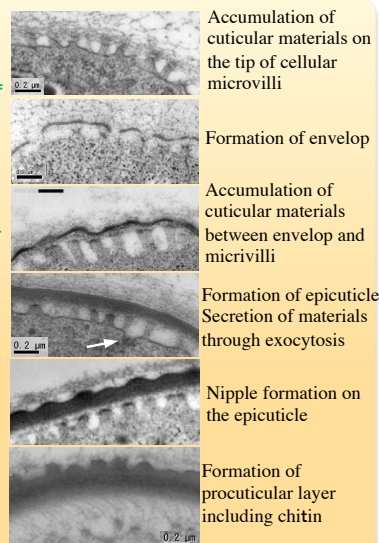 Accumulation of
cuticular materials on
the tip of cellular
microvilli
0.2 µm
Formation of envelop
Accumulation of
cuticular materials
between envelop and
micrivilli
Formation of epicuticle
Secretion of materials
through exocytosis
0.2 µm
Nipple formation on
the epicuticle
Formation of
procuticular layer
including chitin
0.2 µm